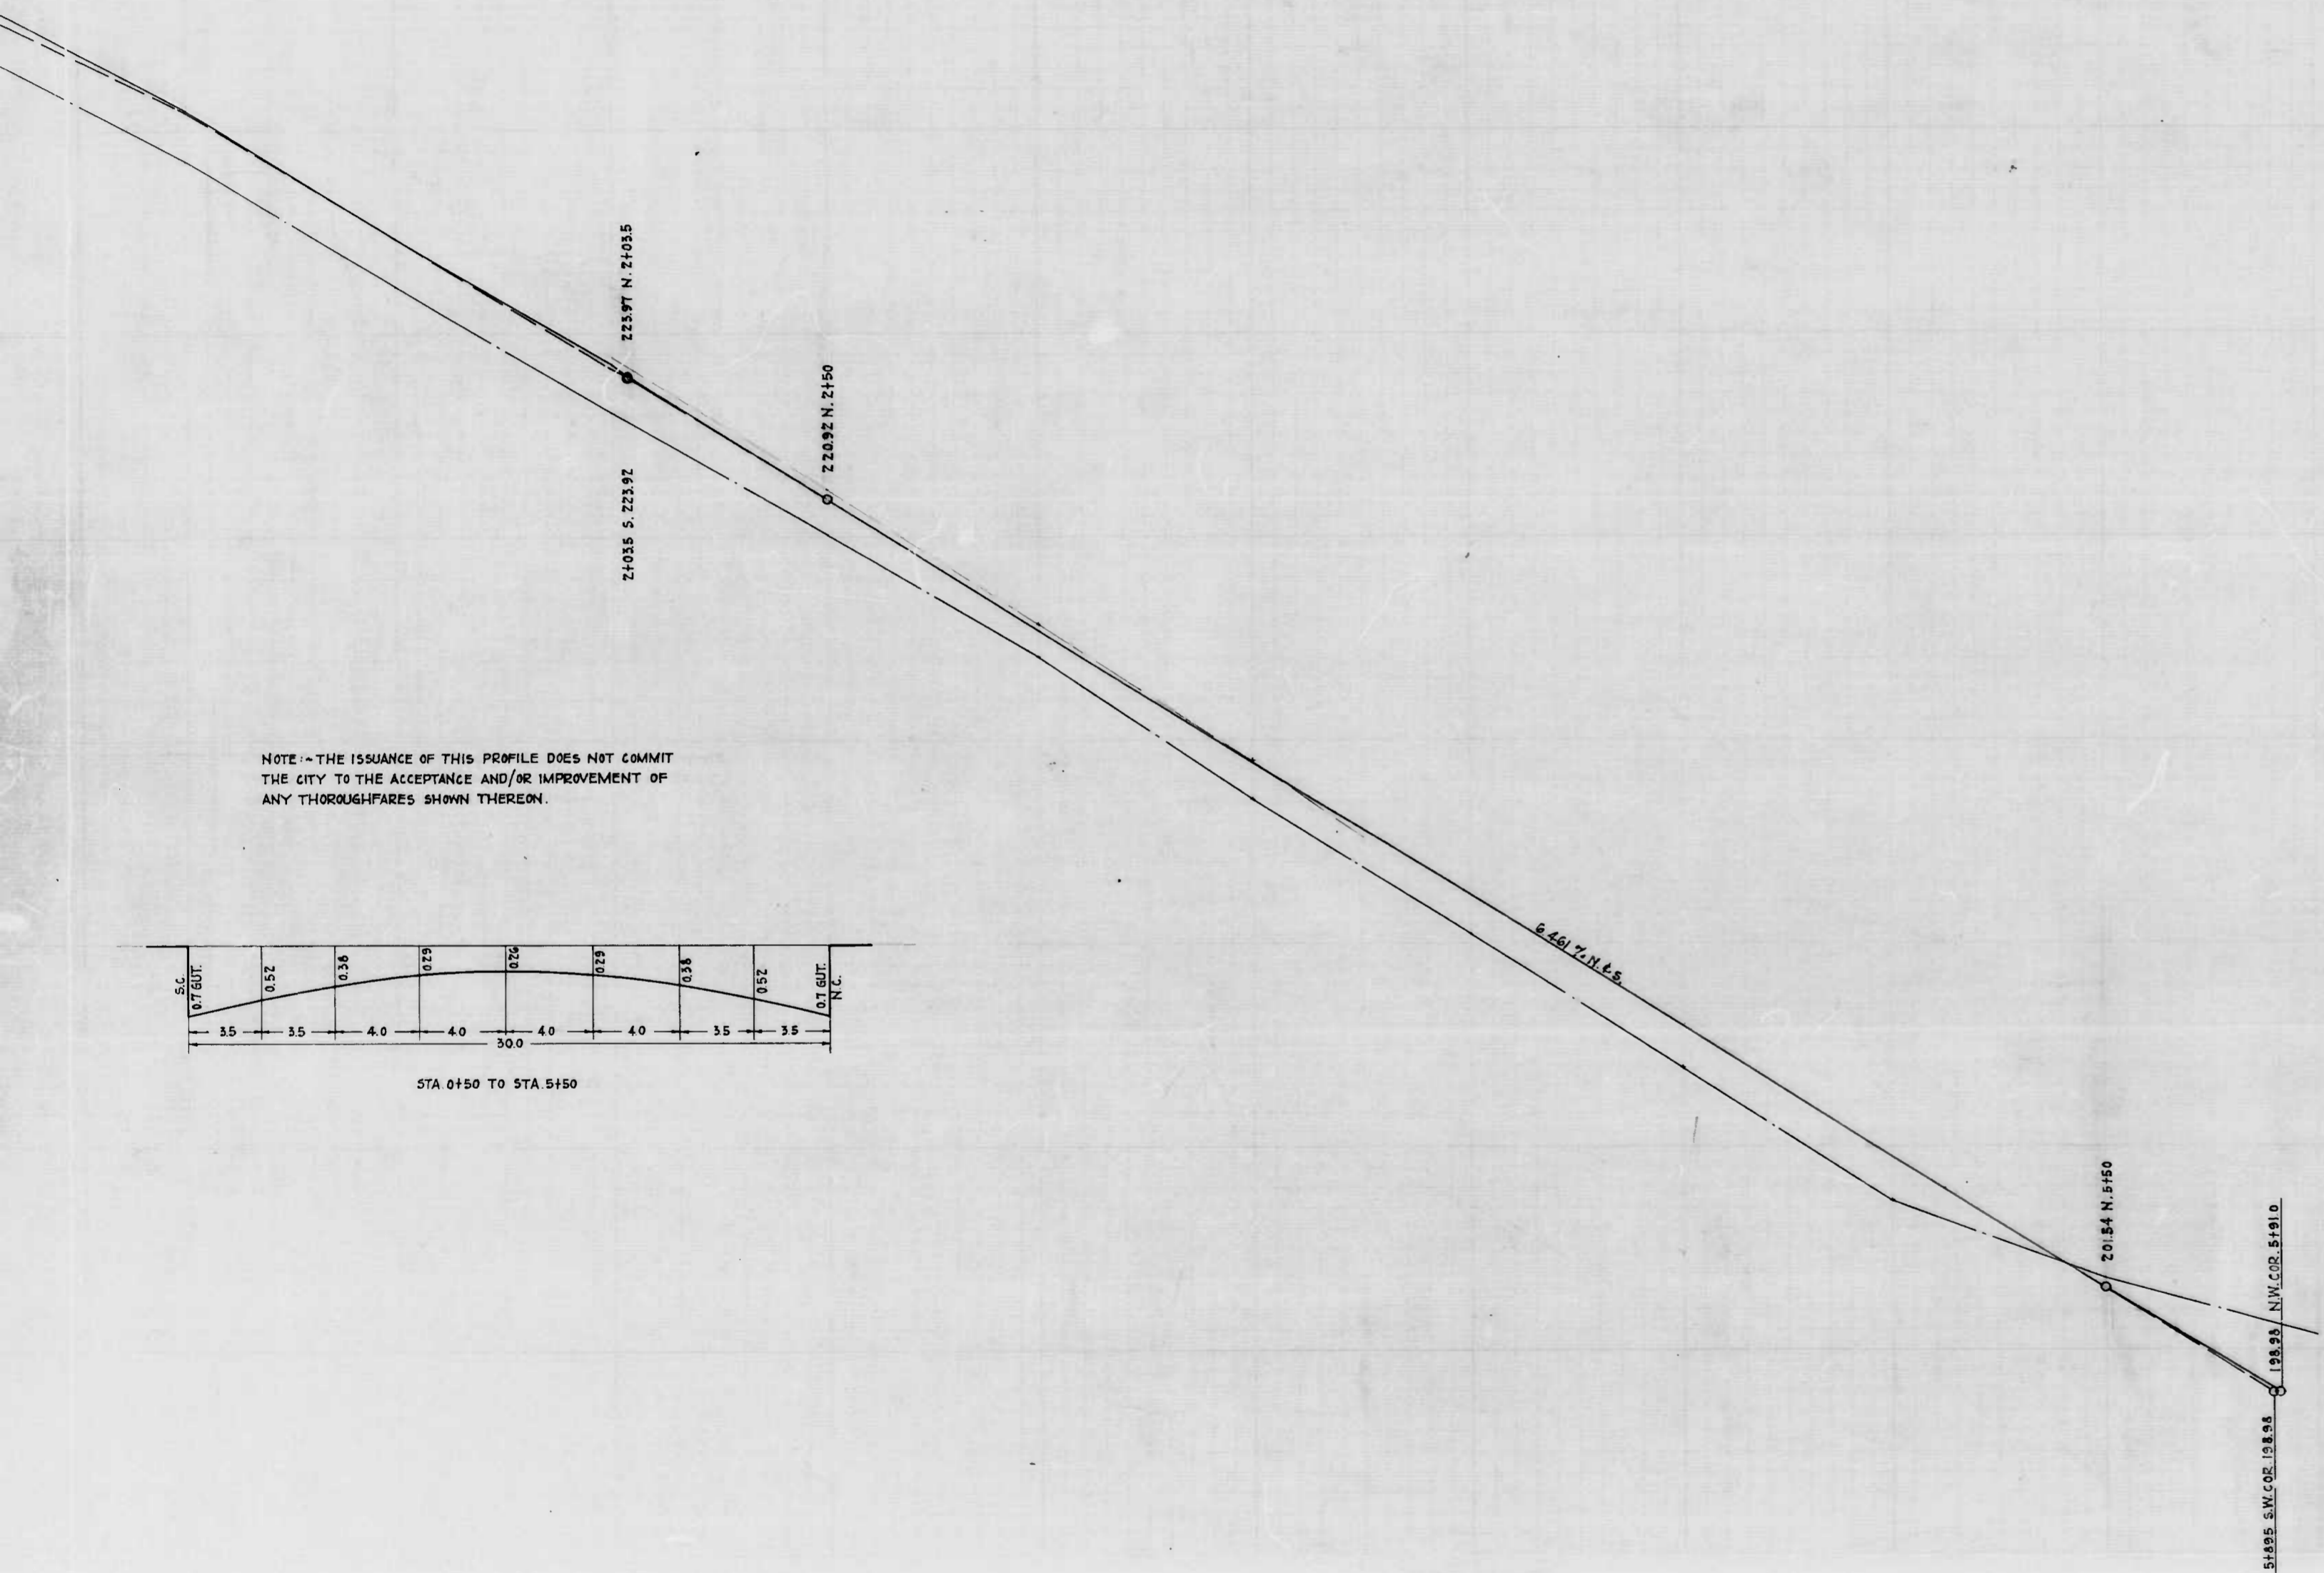 223.97 N. 2+03.5
220.92 N. 2+50
2+03.5 S. 223.92
NOTE:~ THE ISSUANCE OF THIS PROFILE DOES NOT COMMIT
THE CITY TO THE ACCEPTANCE AND/OR IMPROVEMENT OF
ANY THOROUGHFARES SHOWN THEREON.
6.461 % N.&S.
S.C.
0.7 GUT.
0.52
0.38
0.29
0.26
0.29
0.38
0.52
0.7 GUT.
N.C.
3.5 3.5 4.0 4.0 4.0 4.0 3.5 3.5
30.0
STA. 0+50 TO STA. 5+50
201.54 N. 5+50
198.98 N.W. COR. 5+91.0
5+89.5 S.W. COR. 198.98